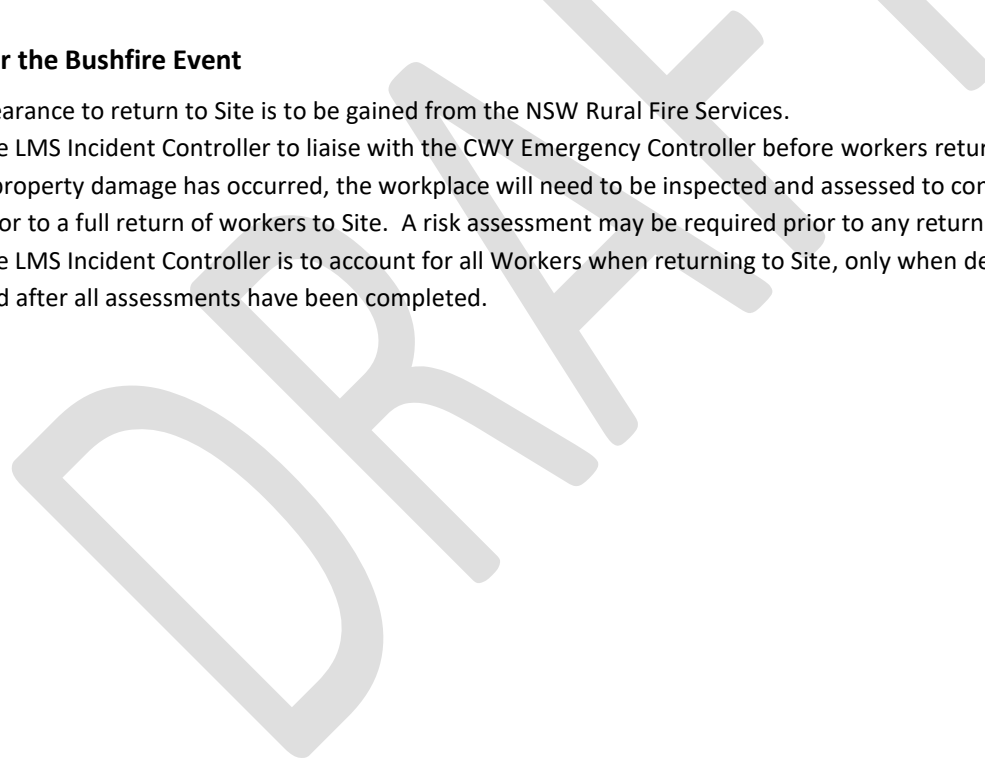 r the Bushfire Event
earance to return to Site is to be gained from the NSW Rural Fire Services.
e LMS Incident Controller to liaise with the CWY Emergency Controller before workers retur
property damage has occurred, the workplace will need to be inspected and assessed to con
or to a full return of workers to Site.  A risk assessment may be required prior to any return
e LMS Incident Controller is to account for all Workers when returning to Site, only when de
d after all assessments have been completed.
DRAFT